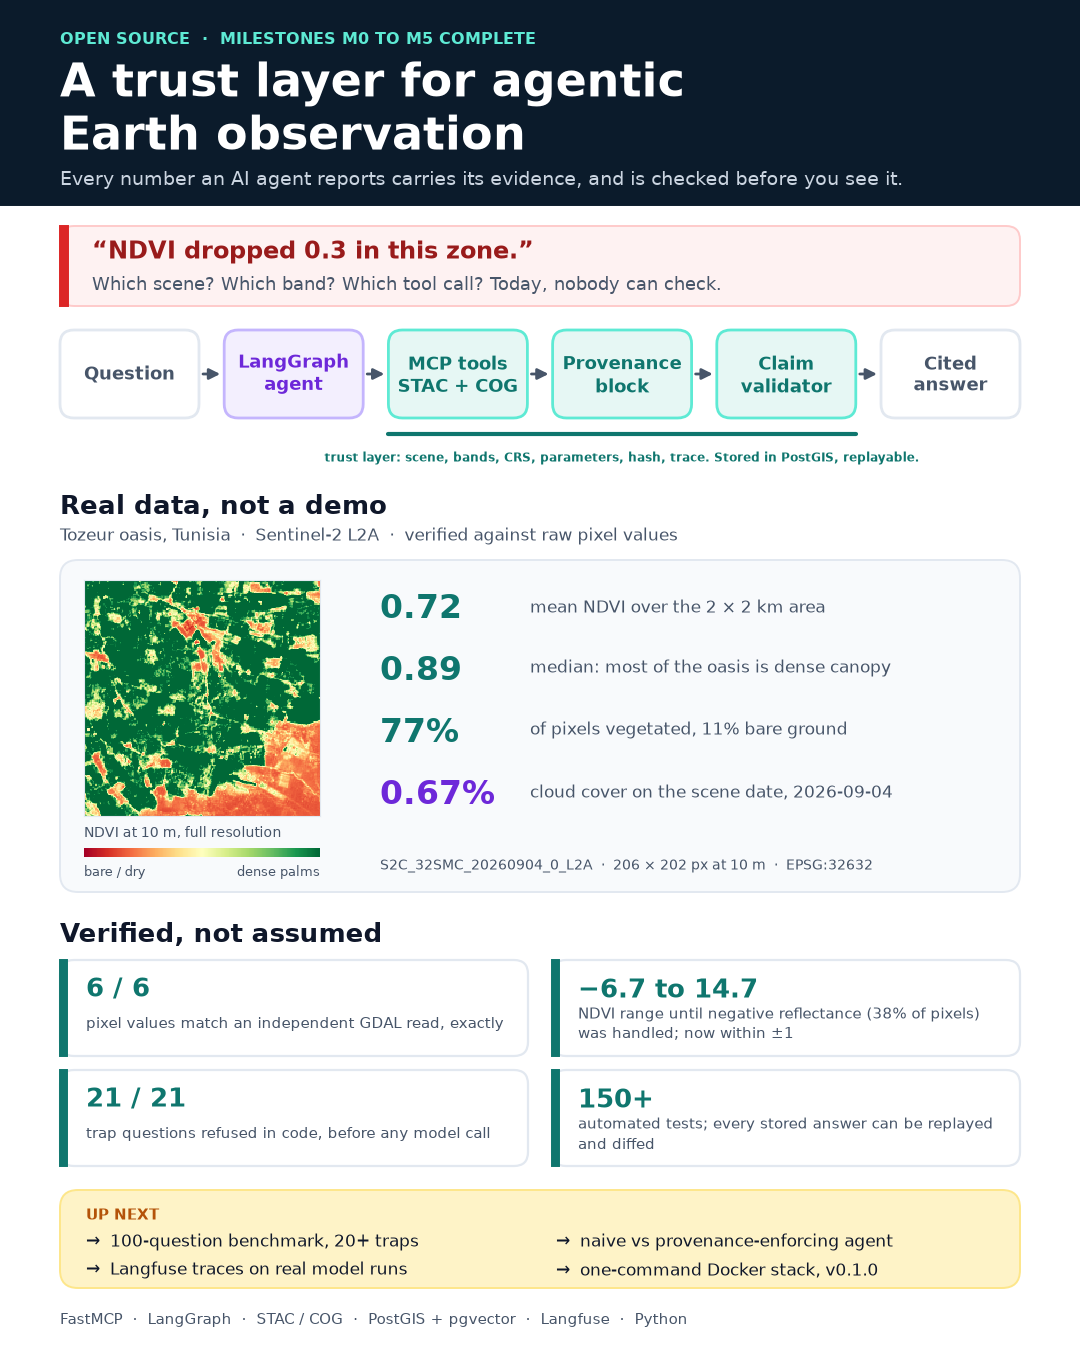 OPEN SOURCE · MILESTONES M0 TO M5 COMPLETE
A trust layer for agentic
Earth observation
Every number an AI agent reports carries its evidence, and is checked before you see it.
“NDVI dropped 0.3 in this zone.”
Which scene? Which band? Which tool call? Today, nobody can check.
Question
LangGraph
agent
MCP tools
STAC + COG
Provenance
block
Claim
validator
Cited
answer
trust layer: scene, bands, CRS, parameters, hash, trace. Stored in PostGIS, replayable.
Real data, not a demo
Tozeur oasis, Tunisia · Sentinel-2 L2A · verified against raw pixel values
0.72 mean NDVI over the 2 × 2 km area
0.89 median: most of the oasis is dense canopy
77% of pixels vegetated, 11% bare ground
0.67% cloud cover on the scene date, 2026-09-04
NDVI at 10 m, full resolution
bare / dry dense palms
S2C_32SMC_20260904_0_L2A · 206 × 202 px at 10 m · EPSG:32632
Verified, not assumed
6 / 6
pixel values match an independent GDAL read, exactly
−6.7 to 14.7
NDVI range until negative reflectance (38% of pixels)
was handled; now within ±1
21 / 21
trap questions refused in code, before any model call
150+
automated tests; every stored answer can be replayed
and diffed
UP NEXT
→ 100-question benchmark, 20+ traps
→ Langfuse traces on real model runs
→ naive vs provenance-enforcing agent
→ one-command Docker stack, v0.1.0
FastMCP · LangGraph · STAC / COG · PostGIS + pgvector · Langfuse · Python